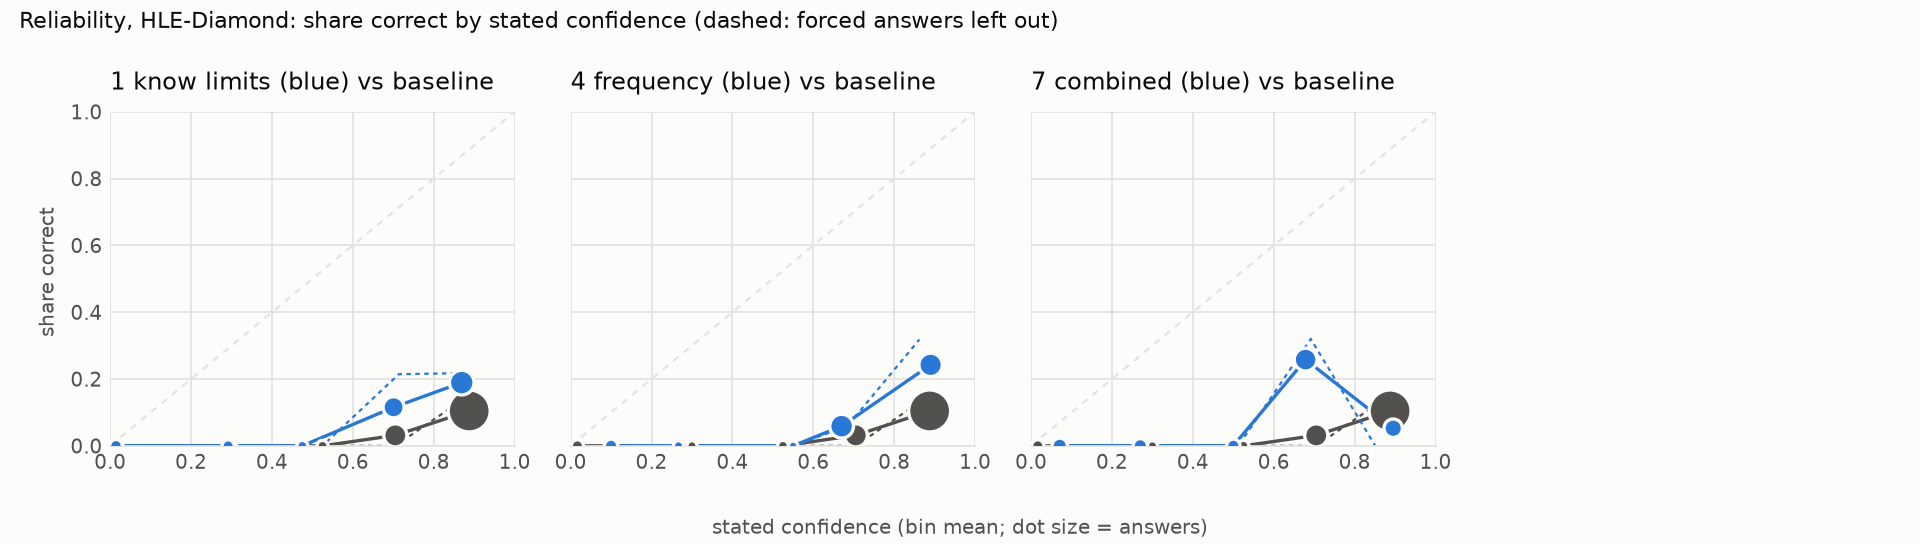 Reliability, HLE-Diamond: share correct by stated confidence (dashed: forced answers left out)
1 know limits (blue) vs baseline
4 frequency (blue) vs baseline
7 combined (blue) vs baseline
share correct
1.0
0.8
0.6
0.4
0.2
0.0
0.0 0.2 0.4 0.6 0.8 1.0
0.0 0.2 0.4 0.6 0.8 1.0
0.0 0.2 0.4 0.6 0.8 1.0
stated confidence (bin mean; dot size = answers)